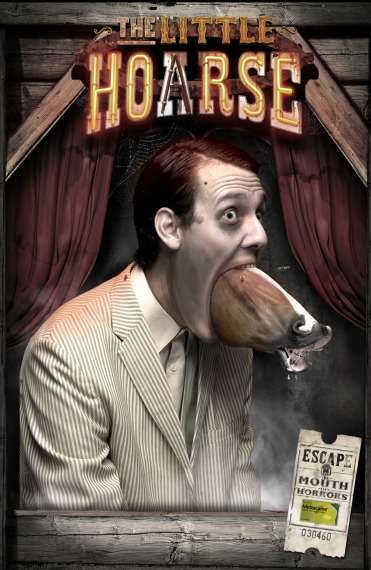 THE LITTLE
HOARSE
ESCAPE
MOUTH
HORRORS
030460